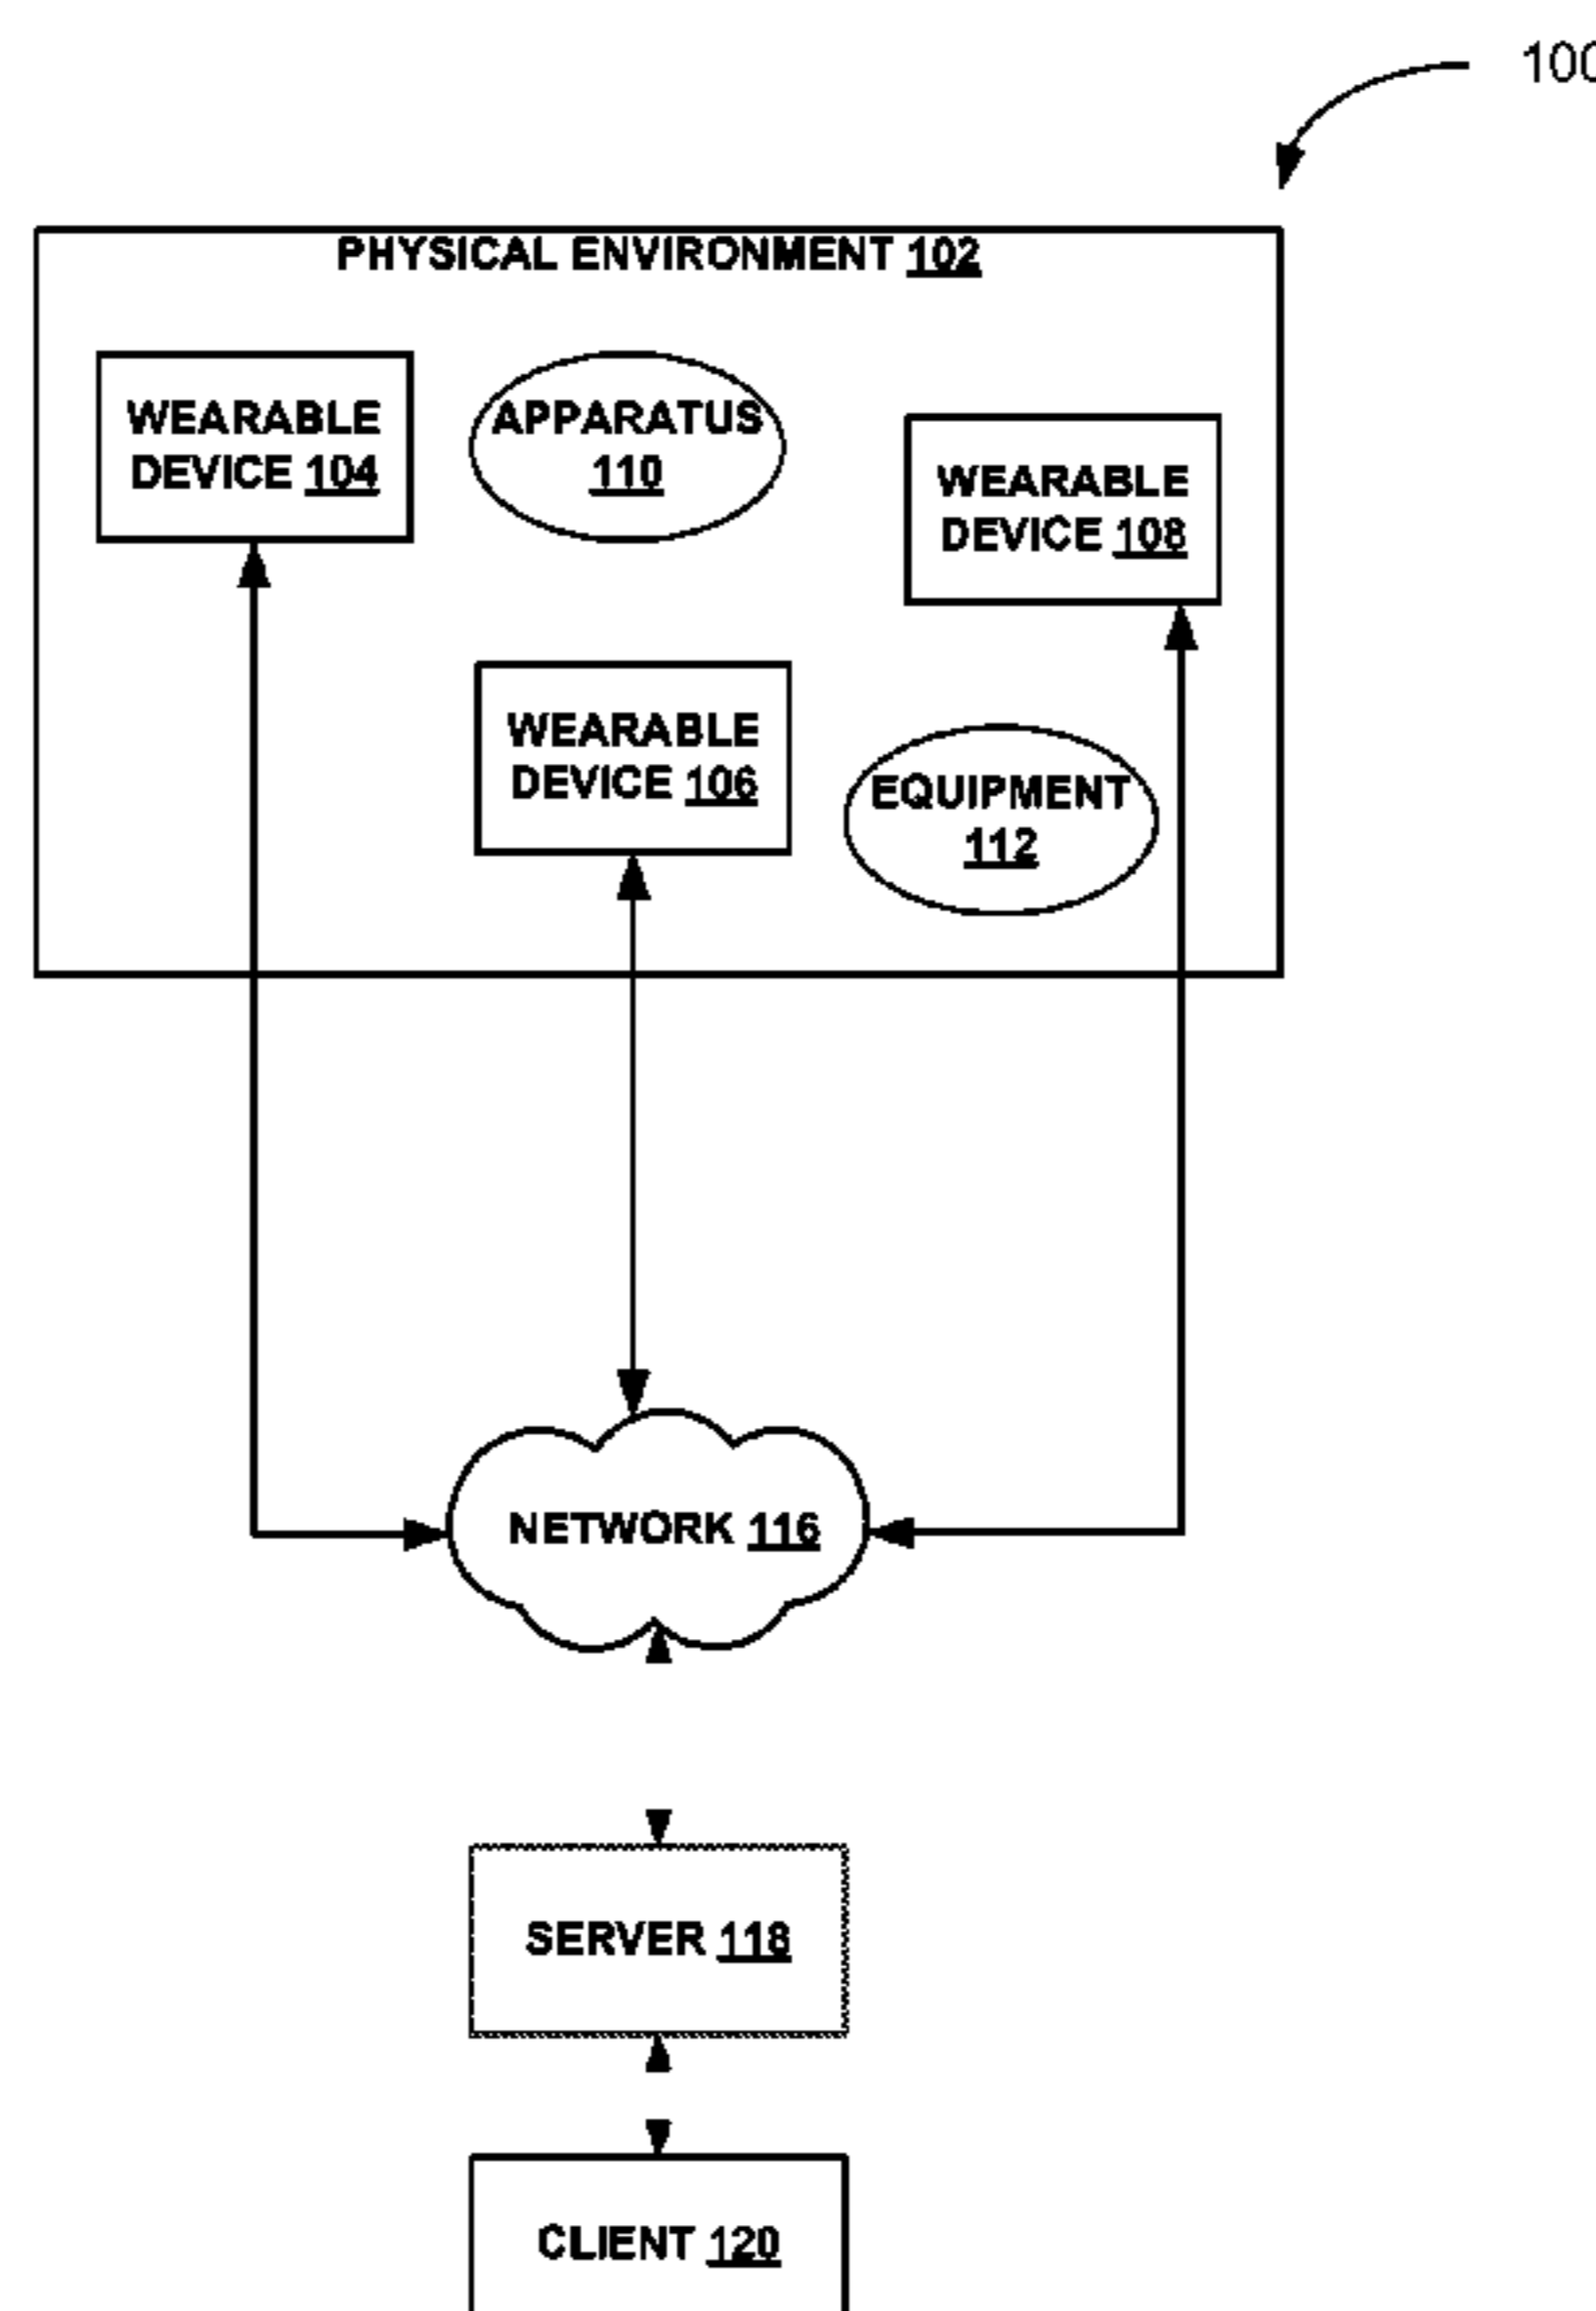 100
PHYSICAL ENVIRONMENT 102
WEARABLE
DEVICE 104
APPARATUS
110
WEARABLE
DEVICE 108
WEARABLE
DEVICE 106
EQUIPMENT
112
NETWORK 116
SERVER 118
CLIENT 120